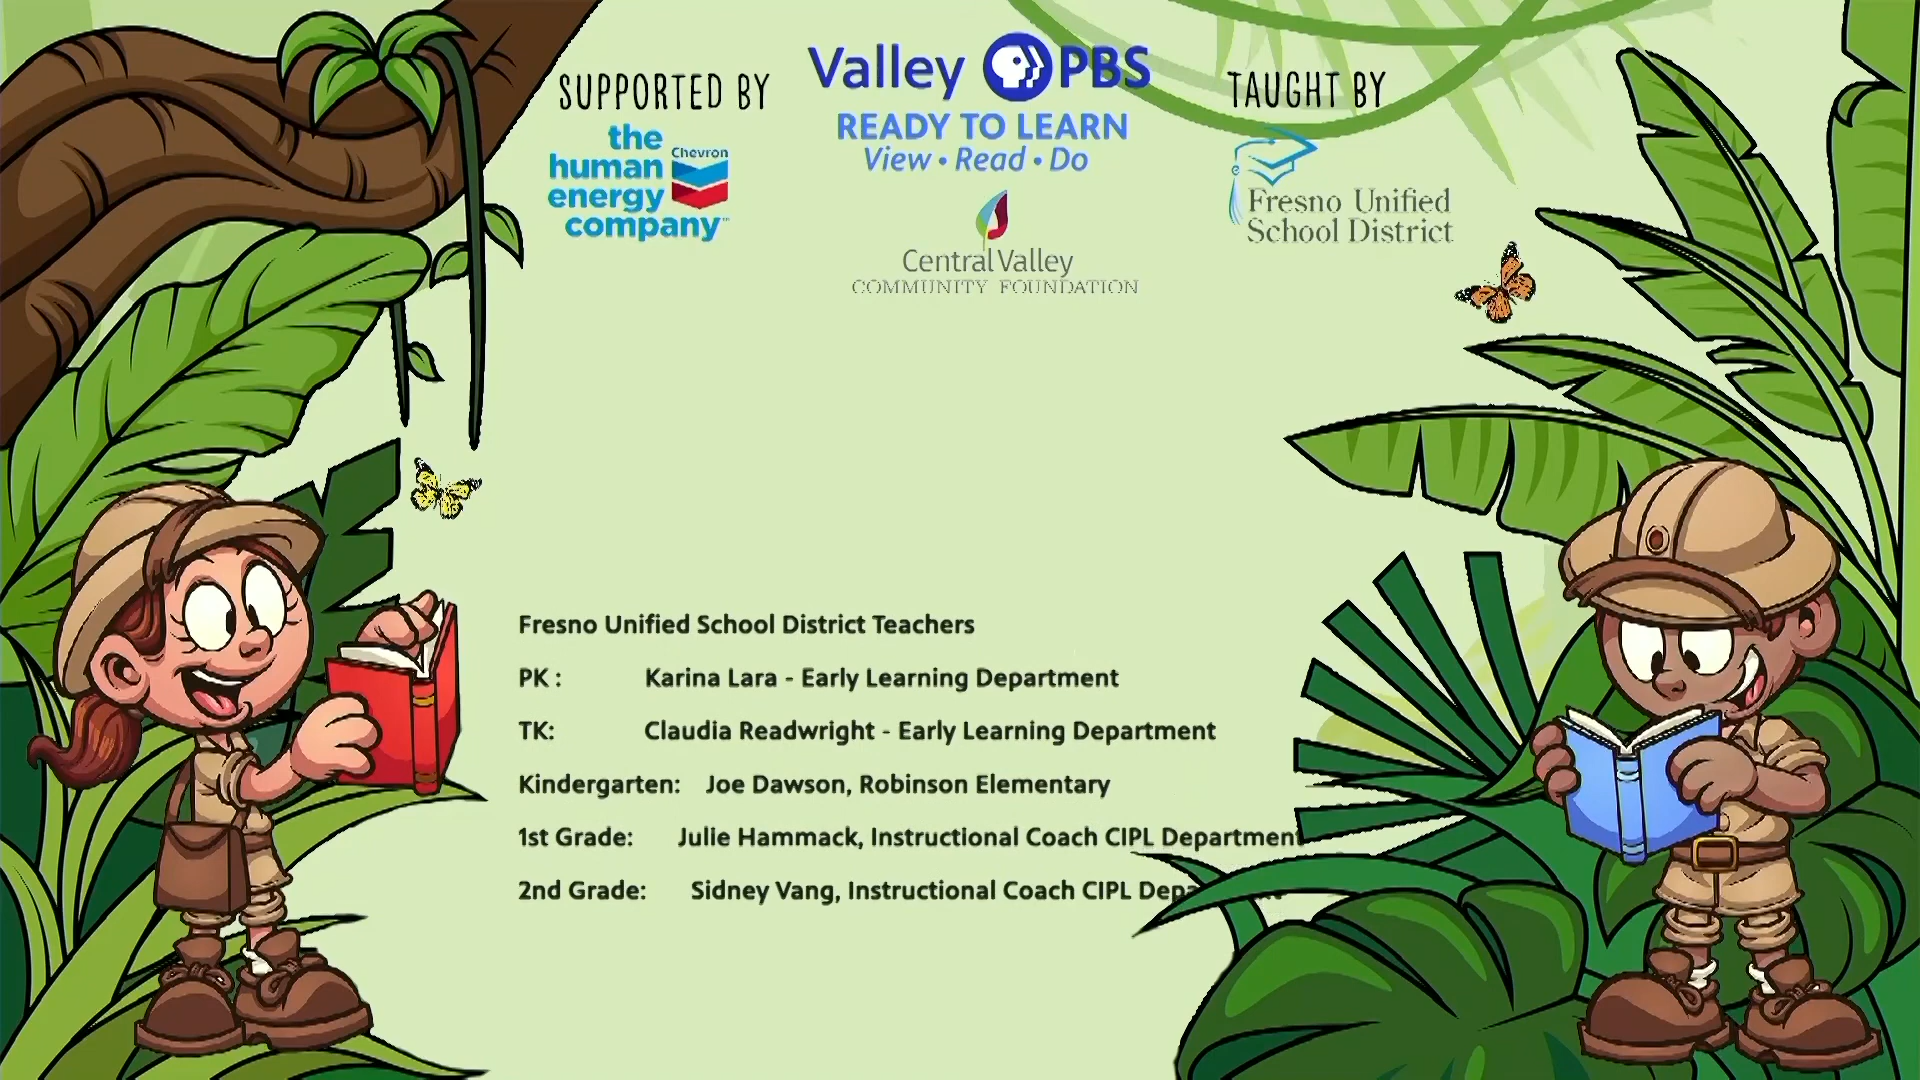 SUPPORTED BY
the
human
energy
company™
Chevron
Valley PBS
READY TO LEARN
View • Read • Do
Central Valley
COMMUNITY FOUNDATION
TAUGHT BY
Fresno Unified
School District
Fresno Unified School District Teachers
PK : Karina Lara - Early Learning Department
TK: Claudia Readwright - Early Learning Department
Kindergarten: Joe Dawson, Robinson Elementary
1st Grade: Julie Hammack, Instructional Coach CIPL Department
2nd Grade: Sidney Vang, Instructional Coach CIPL